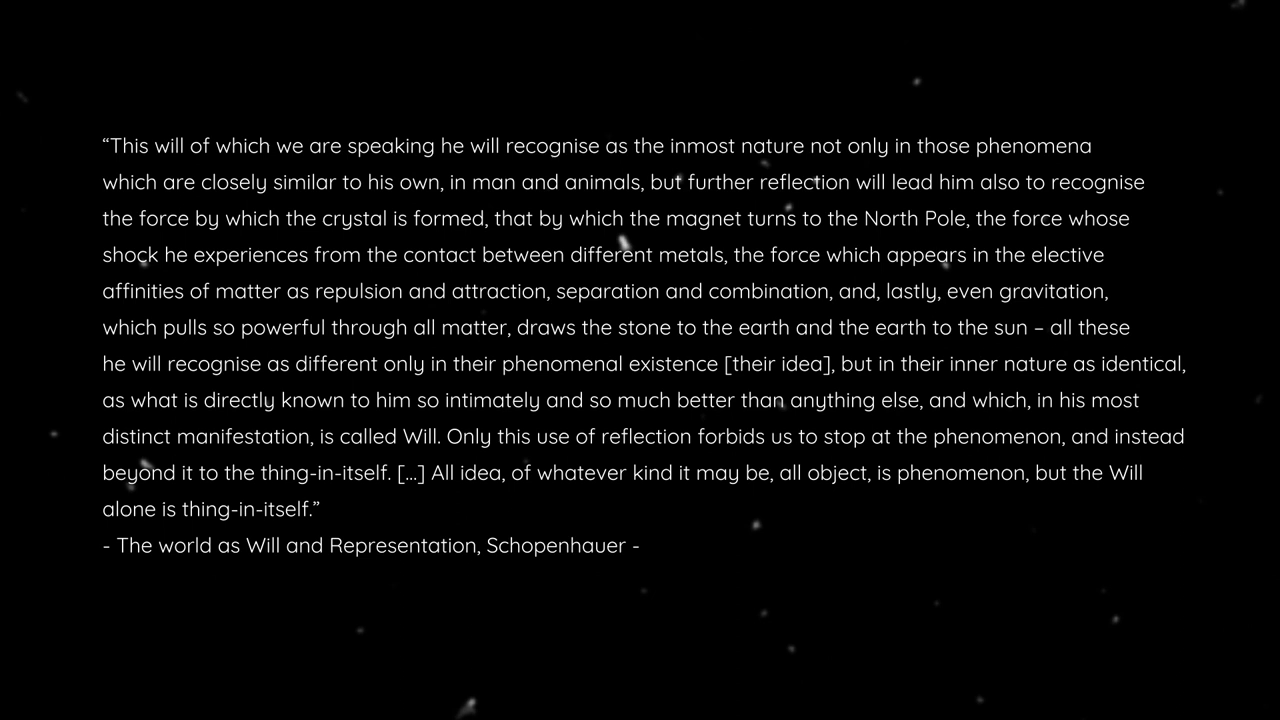 “This will of which we are speaking he will recognise as the inmost nature not only in those phenomena
which are closely similar to his own, in man and animals, but further reflection will lead him also to recognise
the force by which the crystal is formed, that by which the magnet turns to the North Pole, the force whose
shock he experiences from the contact between different metals, the force which appears in the elective
affinities of matter as repulsion and attraction, separation and combination, and, lastly, even gravitation,
which pulls so powerful through all matter, draws the stone to the earth and the earth to the sun – all these
he will recognise as different only in their phenomenal existence [their idea], but in their inner nature as identical,
as what is directly known to him so intimately and so much better than anything else, and which, in his most
distinct manifestation, is called Will. Only this use of reflection forbids us to stop at the phenomenon, and instead
beyond it to the thing-in-itself. [...] All idea, of whatever kind it may be, all object, is phenomenon, but the Will
alone is thing-in-itself.”
- The world as Will and Representation, Schopenhauer -